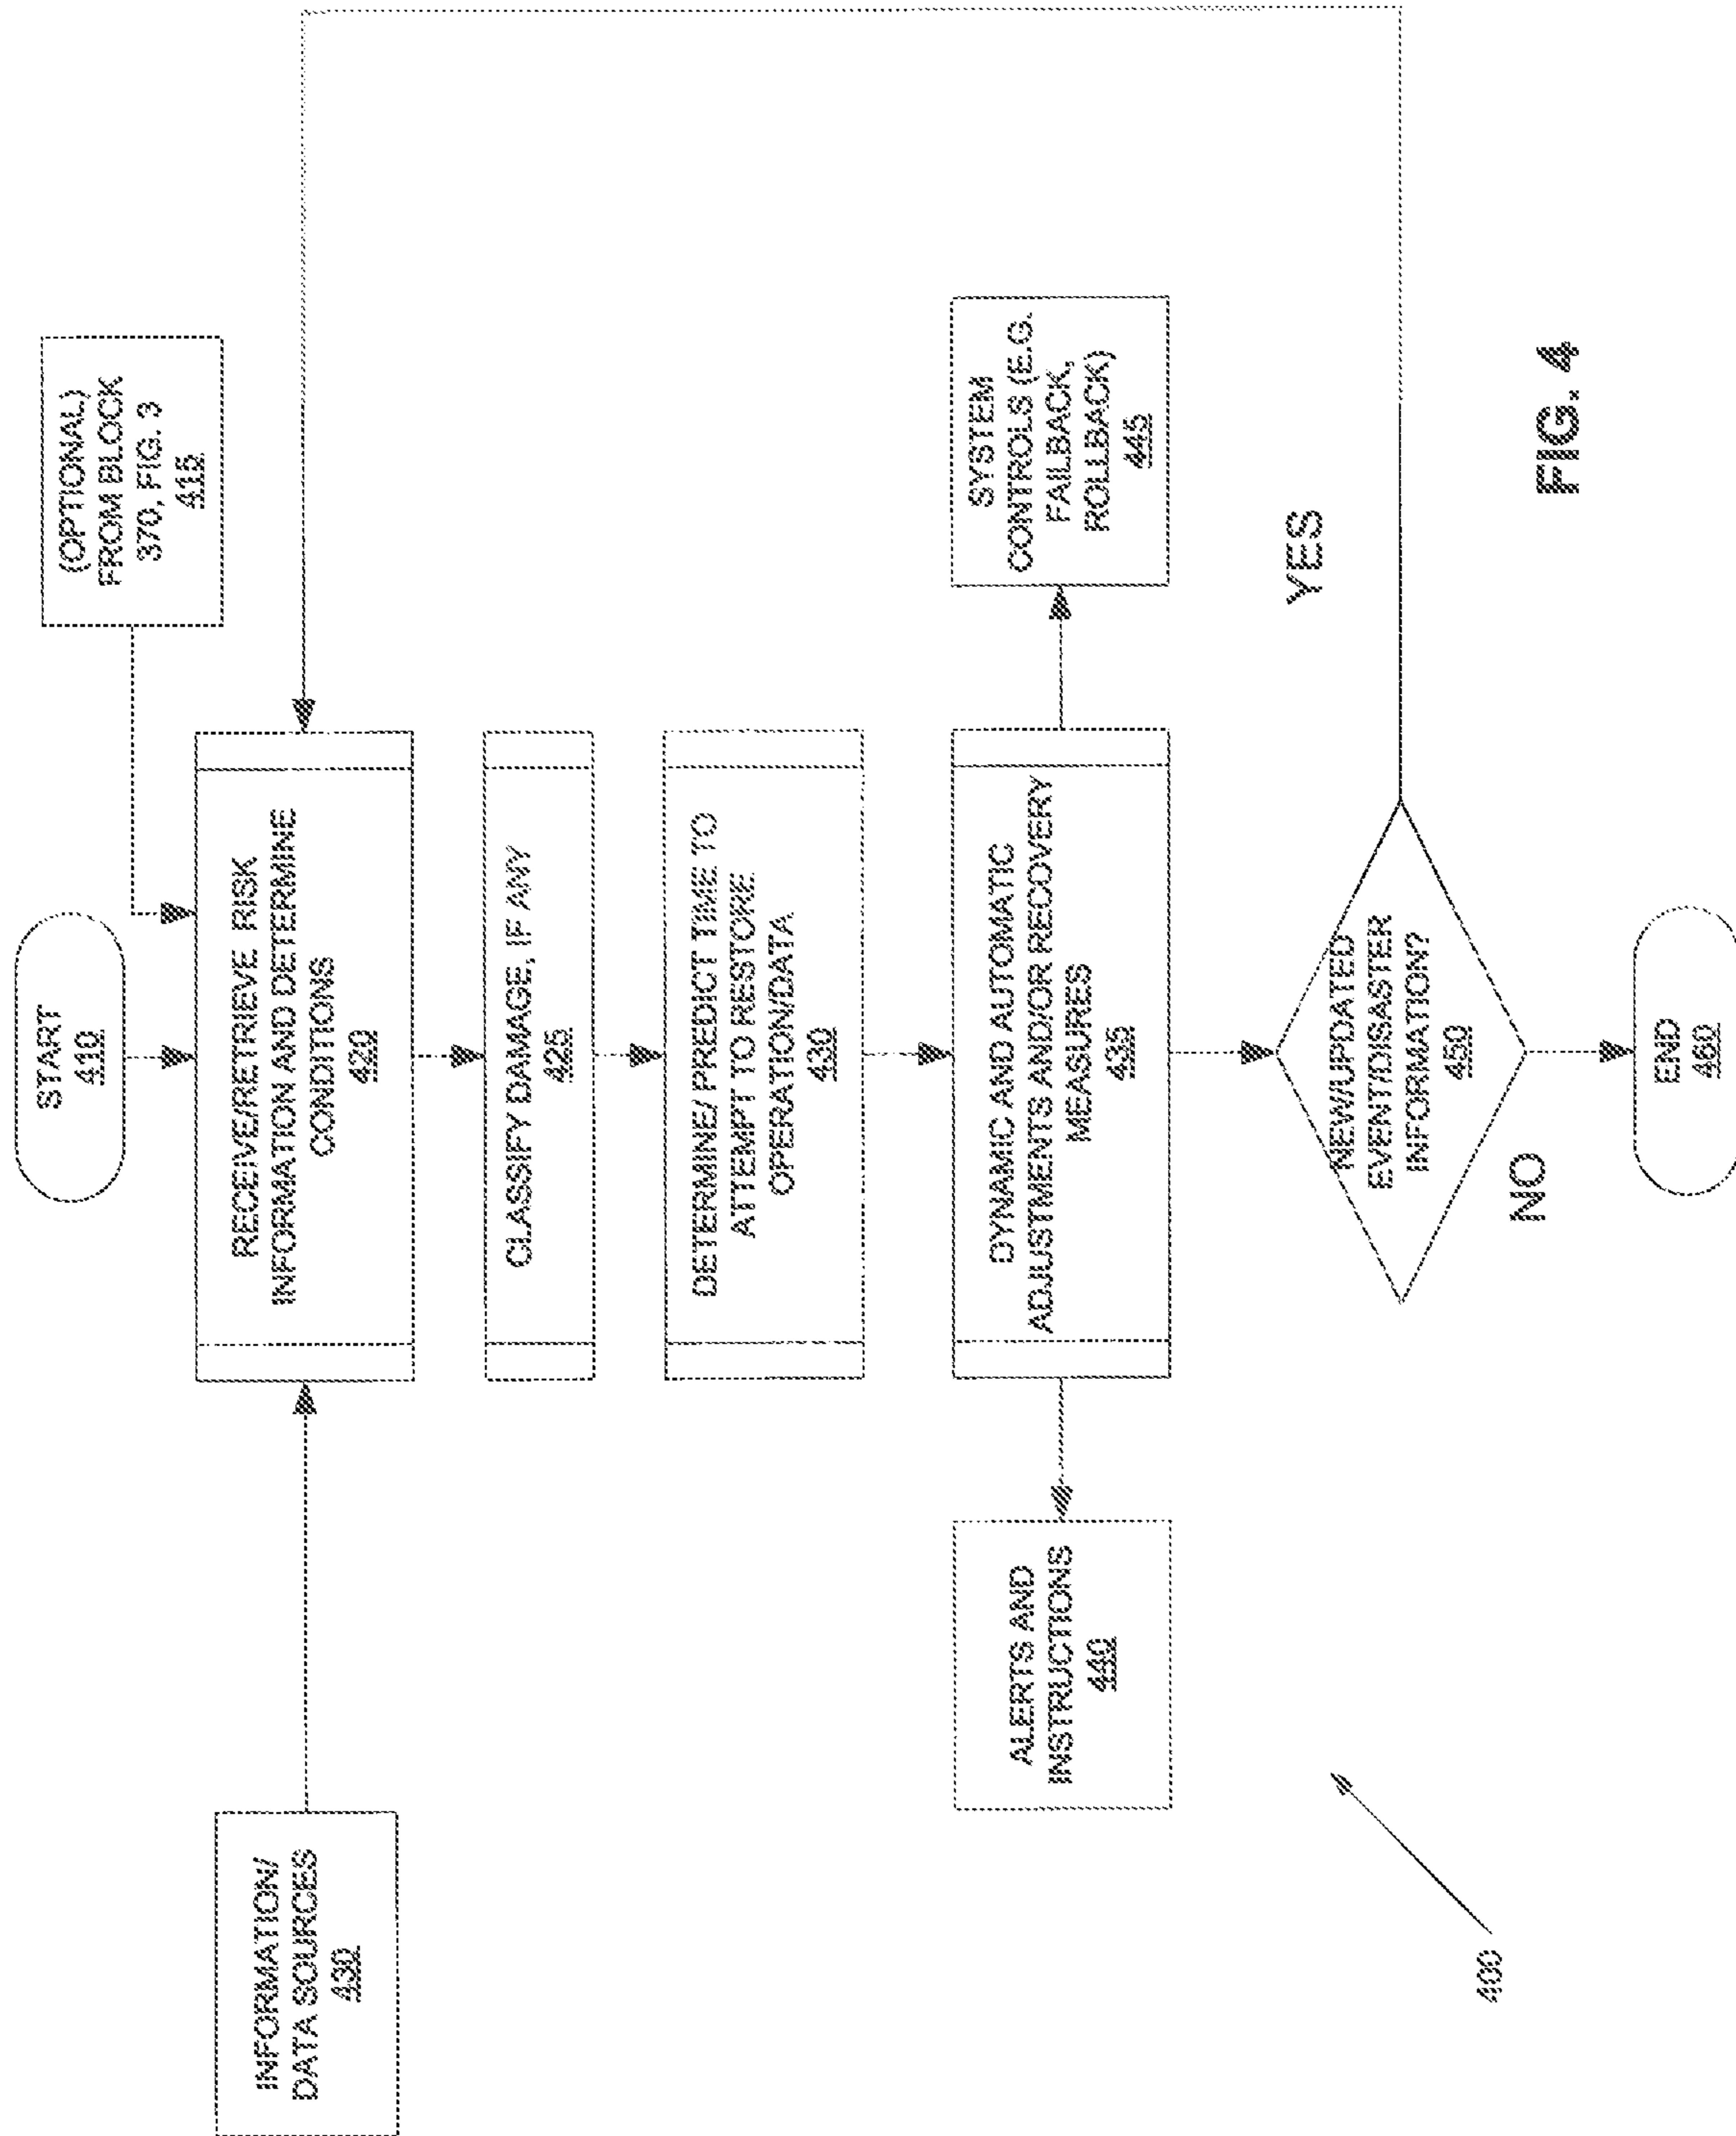 START
410
(OPTIONAL)
FROM BLOCK
370, FIG. 3
415
INFORMATION/
DATA SOURCES
430
RECEIVE/RETRIEVE RISK
INFORMATION AND DETERMINE
CONDITIONS
420
CLASSIFY DAMAGE, IF ANY
425
DETERMINE/ PREDICT TIME TO
ATTEMPT TO RESTORE
OPERATION/DATA
430
DYNAMIC AND AUTOMATIC
ADJUSTMENTS AND/OR RECOVERY
MEASURES
435
ALERTS AND
INSTRUCTIONS
440
SYSTEM
CONTROLS (E.G.
FAILBACK,
ROLLBACK)
445
NEW/UPDATED
EVENT/DISASTER
INFORMATION?
450
YES
NO
END
460
400
FIG. 4